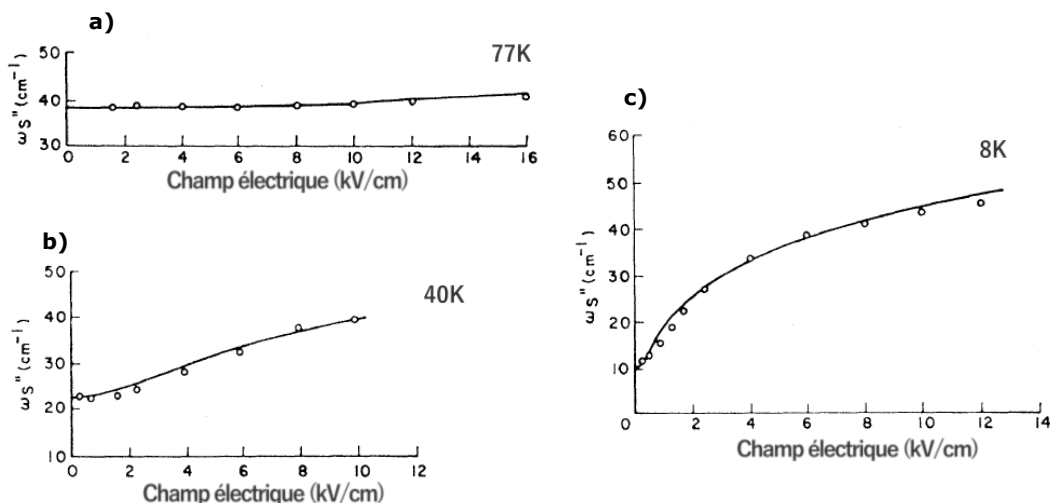 a)
77K
50
40
30
ωs" (cm⁻¹)
0 2 4 6 8 10 12 14 16
Champ électrique (kV/cm)
b)
40K
50
40
30
20
10
ωs" (cm⁻¹)
0 2 4 6 8 10 12
Champ électrique (kV/cm)
c)
8K
60
50
40
30
20
10
ωs" (cm⁻¹)
0 2 4 6 8 10 12 14
Champ électrique (kV/cm)